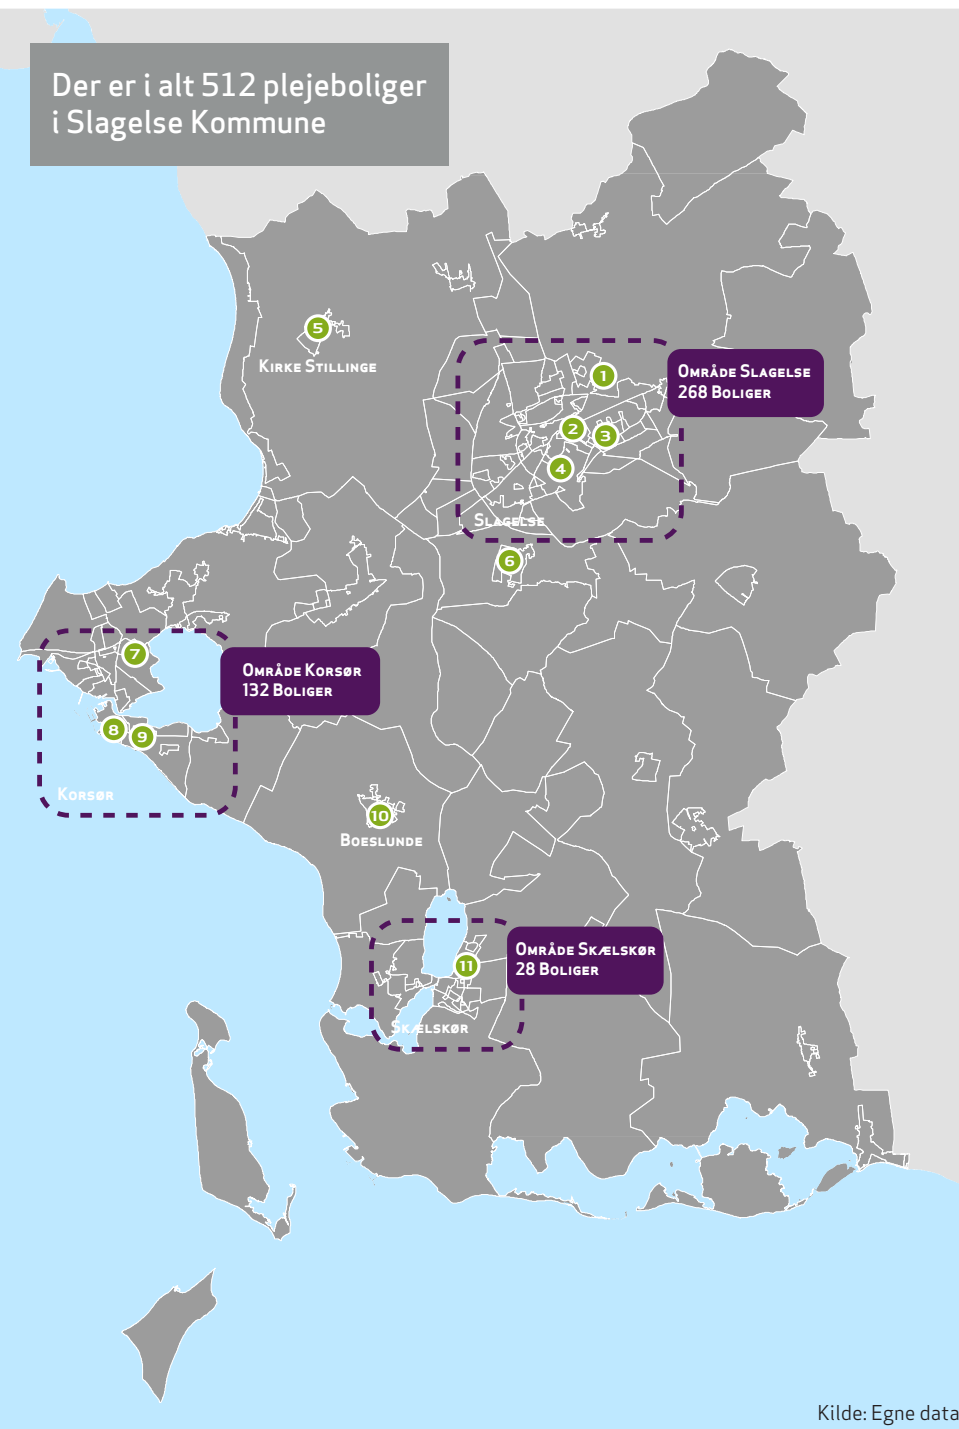 Der er i alt 512 plejeboliger
i Slagelse Kommune
5
Kirke Stillinge
1
Område Slagelse
268 Boliger
2
3
4
Slagelse
6
7
Område Korsør
132 Boliger
8
9
Korsør
10
Boeslunde
Område Skælskør
28 Boliger
11
Skælskør
Kilde: Egne data